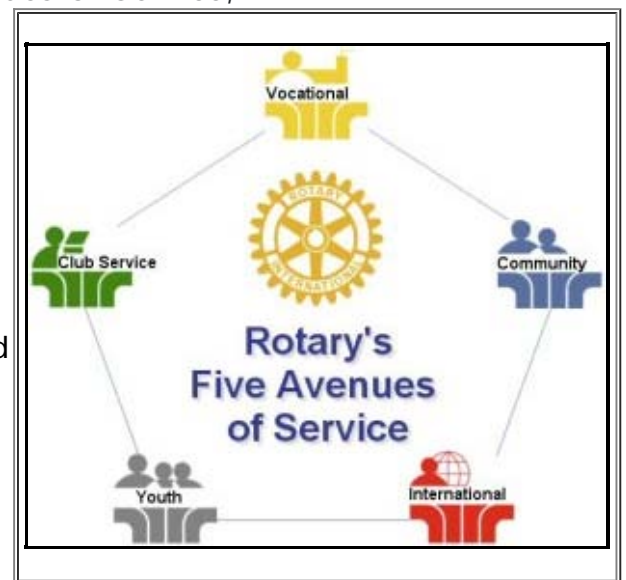 Vocational
ROTARY
INTERNATIONAL
Club Service
Community
Rotary's
Five Avenues
of Service
Youth
International